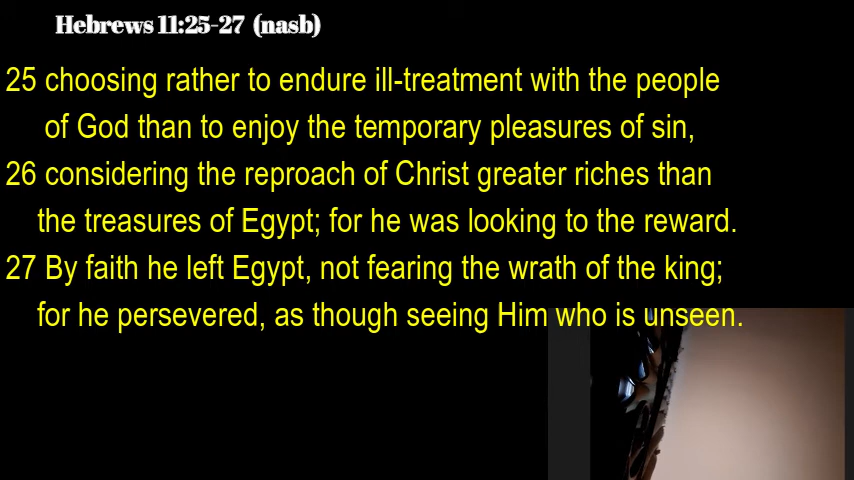 Hebrews 11:25-27 (nasb)
25 choosing rather to endure ill-treatment with the people
of God than to enjoy the temporary pleasures of sin,
26 considering the reproach of Christ greater riches than
the treasures of Egypt; for he was looking to the reward.
27 By faith he left Egypt, not fearing the wrath of the king;
for he persevered, as though seeing Him who is unseen.